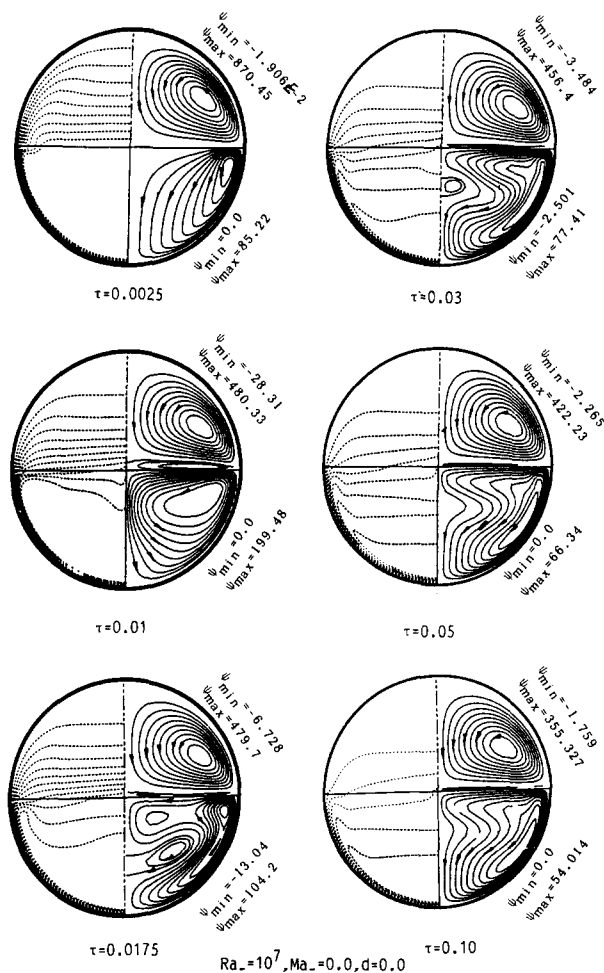 ψmin=-1.906E-2
ψmax=870.45
ψmin=0.0
ψmax=85.22
τ=0.0025
ψmin=-3.484
ψmax=456.4
ψmin=-2.501
ψmax=77.41
τ=0.03
ψmin=-28.31
ψmax=480.33
ψmin=0.0
ψmax=199.48
τ=0.01
ψmin=-2.265
ψmax=422.23
ψmin=0.0
ψmax=66.34
τ=0.05
ψmin=-6.728
ψmax=479.7
ψmin=-13.04
ψmax=104.2
τ=0.0175
ψmin=-1.759
ψmax=355.327
ψmin=0.0
ψmax=54.014
τ=0.10
Ra_=10⁷,Ma_=0.0,d=0.0